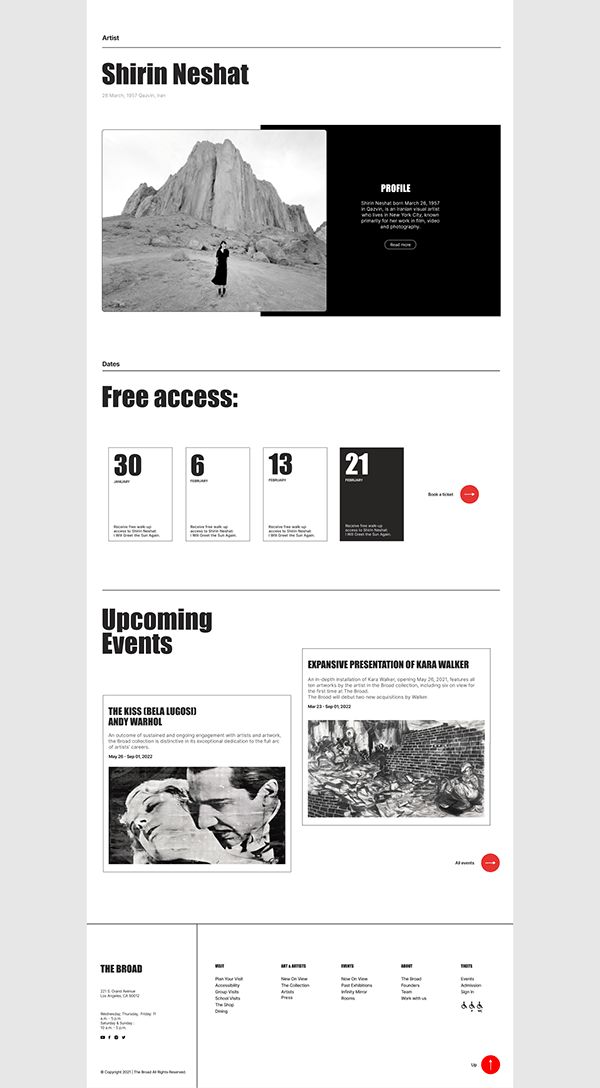 Artist
Shirin Neshat
28 March, 1957 Qazvin, Iran
PROFILE
Shirin Neshat born March 26, 1957
in Qazvin, is an Iranian visual artist
who lives in New York City, known
primarily for her work in film, video
and photography.
Read more
Dates
Free access:
30
JANUARY
Receive free walk-up
access to Shirin Neshat:
I Will Greet the Sun Again.
6
FEBRUARY
Receive free walk-up
access to Shirin Neshat:
I Will Greet the Sun Again.
13
FEBRUARY
Receive free walk-up
access to Shirin Neshat:
I Will Greet the Sun Again.
21
FEBRUARY
Receive free walk-up
access to Shirin Neshat:
I Will Greet the Sun Again.
Book a ticket
Upcoming
Events
EXPANSIVE PRESENTATION OF KARA WALKER
An in-depth installation of Kara Walker, opening May 26, 2021, features all
ten artworks by the artist in the Broad collection, including six on view for
the first time at The Broad.
The Broad will debut two new acquisitions by Walker
Mar 23 - Sep 01, 2022
THE KISS (BELA LUGOSI)
ANDY WARHOL
An outcome of sustained and ongoing engagement with artists and artwork,
the Broad collection is distinctive in its exceptional dedication to the full arc
of artists' careers.
May 26 - Sep 01, 2022
All events
THE BROAD
221 S. Grand Avenue
Los Angeles, CA 90012
Wednesday, Thursday, Friday: 11
a.m. - 5 p.m.
Saturday & Sunday :
10 a.m. - 5 p.m.
© Copyright 2021 | The Broad All Rights Reserved.
VISIT
Plan Your Visit
Accessibility
Group Visits
School Visits
The Shop
Dining
ART & ARTISTS
New On View
The Collection
Artists
Press
EVENTS
Now On View
Past Exhibitions
Infinity Mirror
Rooms
ABOUT
The Broad
Founders
Team
Work with us
TICKETS
Events
Admission
Sign In
Up